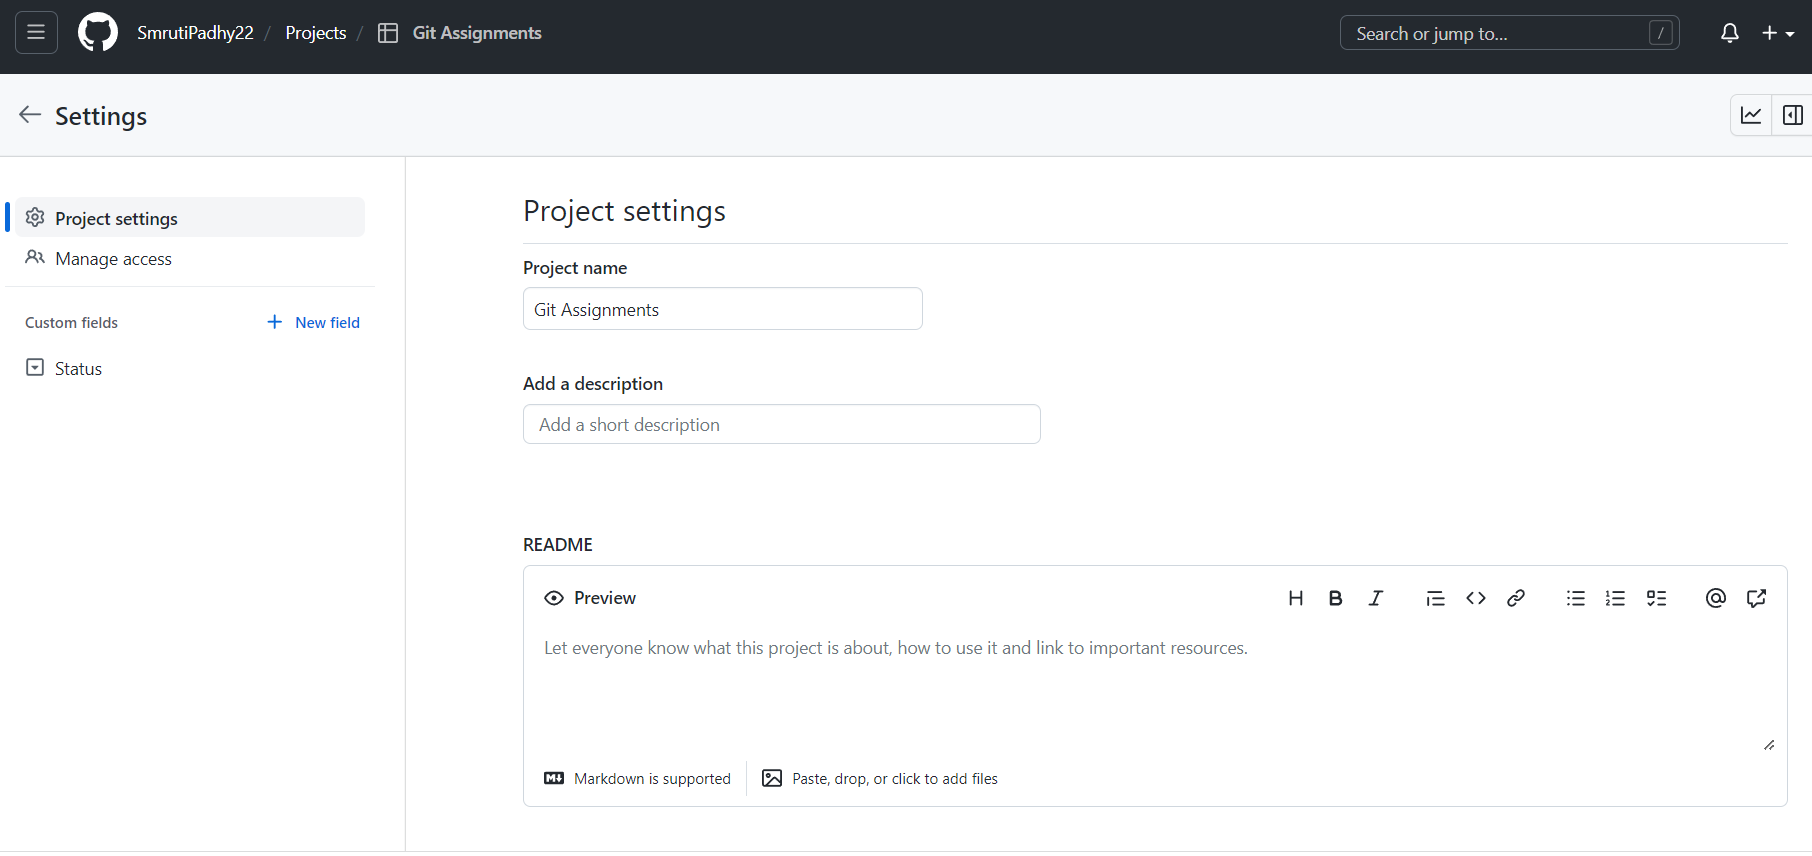 SmrutiPadhy22 / Projects / Git Assignments
Search or jump to... /
Settings
Project settings
Manage access
Custom fields
New field
Status
Project settings
Project name
Git Assignments
Add a description
Add a short description
README
Preview
H B I
Let everyone know what this project is about, how to use it and link to important resources.
Markdown is supported
Paste, drop, or click to add files